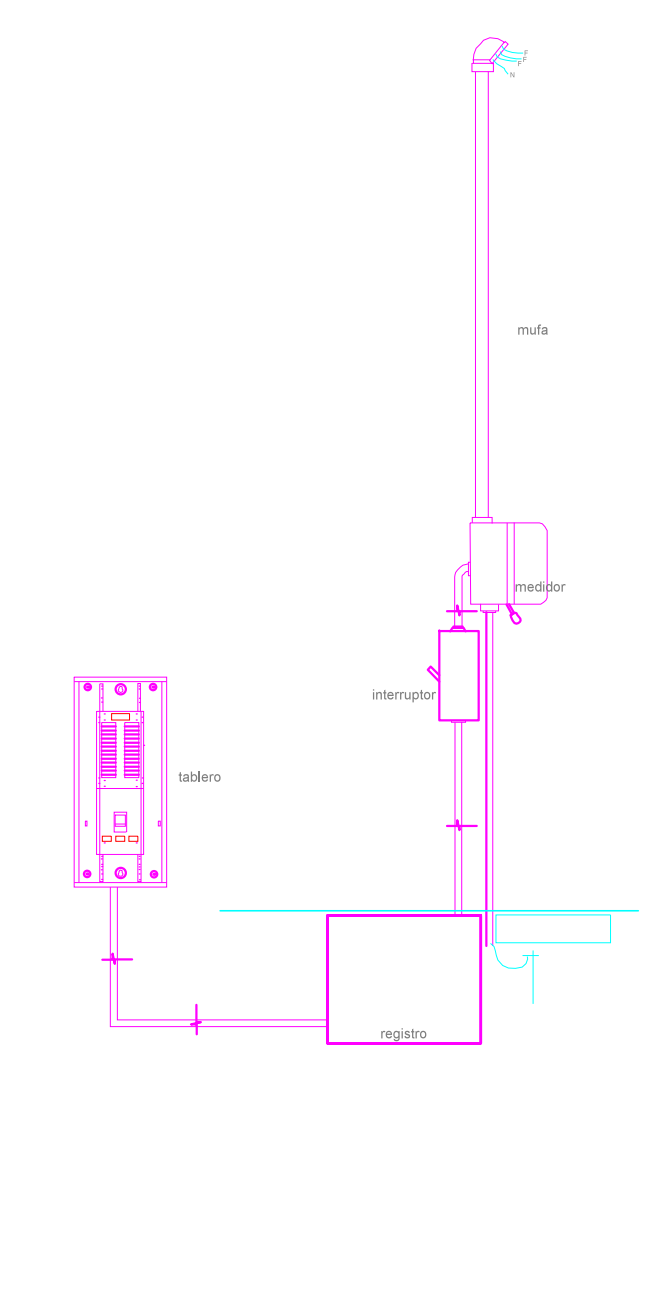 F
F
F
N
mufa
medidor
interruptor
tablero
registro